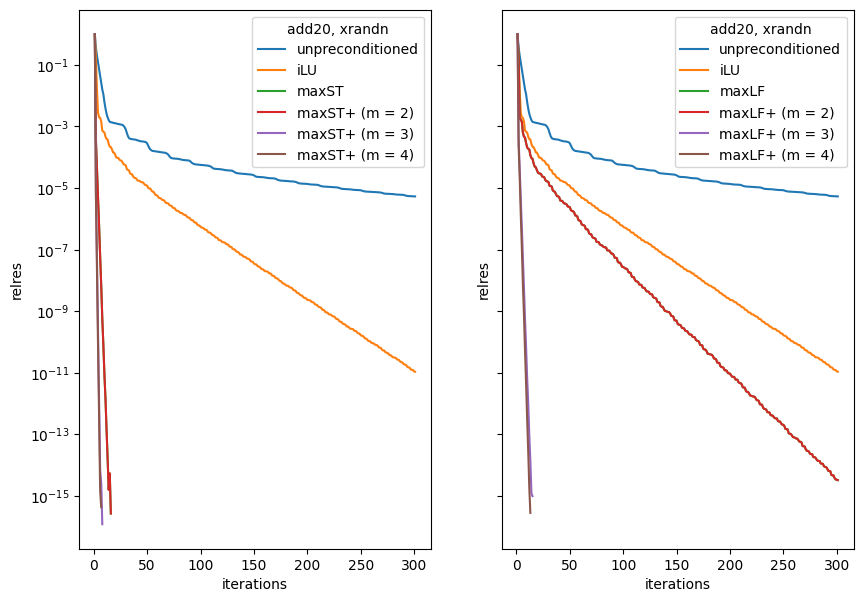 add20, xrandn
unpreconditioned
iLU
maxST
maxST+ (m = 2)
maxST+ (m = 3)
maxST+ (m = 4)
10^{-1}
10^{-3}
10^{-5}
10^{-7}
10^{-9}
10^{-11}
10^{-13}
10^{-15}
relres
0 50 100 150 200 250 300
iterations
add20, xrandn
unpreconditioned
iLU
maxLF
maxLF+ (m = 2)
maxLF+ (m = 3)
maxLF+ (m = 4)
relres
0 50 100 150 200 250 300
iterations